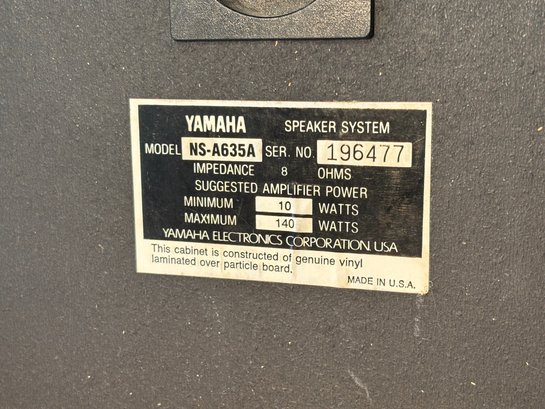 YAMAHA SPEAKER SYSTEM
MODEL NS-A635A SER. NO. 196477
IMPEDANCE 8 OHMS
SUGGESTED AMPLIFIER POWER
MINIMUM 10 WATTS
MAXIMUM 140 WATTS
YAMAHA ELECTRONICS CORPORATION, USA
This cabinet is constructed of genuine vinyl
laminated over particle board.
MADE IN U.S.A.